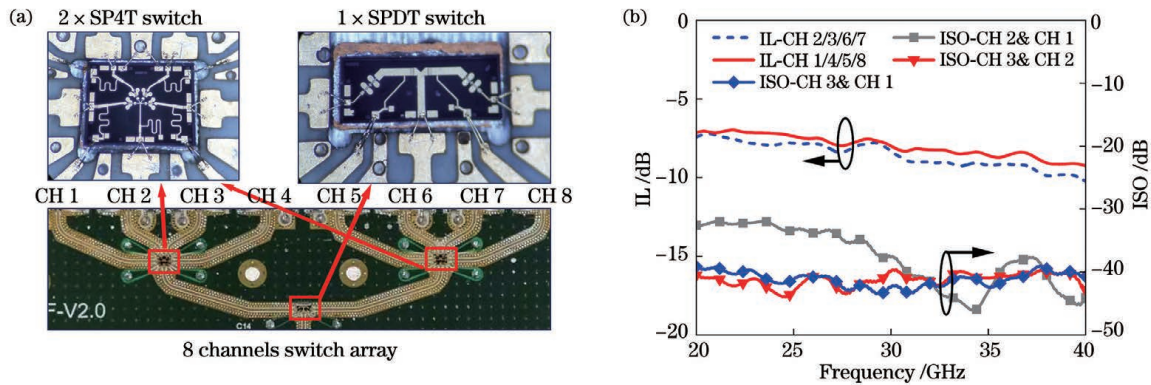 (a)
2 × SP4T switch
1 × SPDT switch
CH 1 CH 2 CH 3 CH 4 CH 5 CH 6 CH 7 CH 8
F-V2.0
C14
8 channels switch array
(b)
IL-CH 2/3/6/7
IL-CH 1/4/5/8
ISO-CH 3& CH 1
ISO-CH 2& CH 1
ISO-CH 3& CH 2
0
−5
−10
−15
−20
IL /dB
0
−10
−20
−30
−40
−50
ISO /dB
20 25 30 35 40
Frequency /GHz